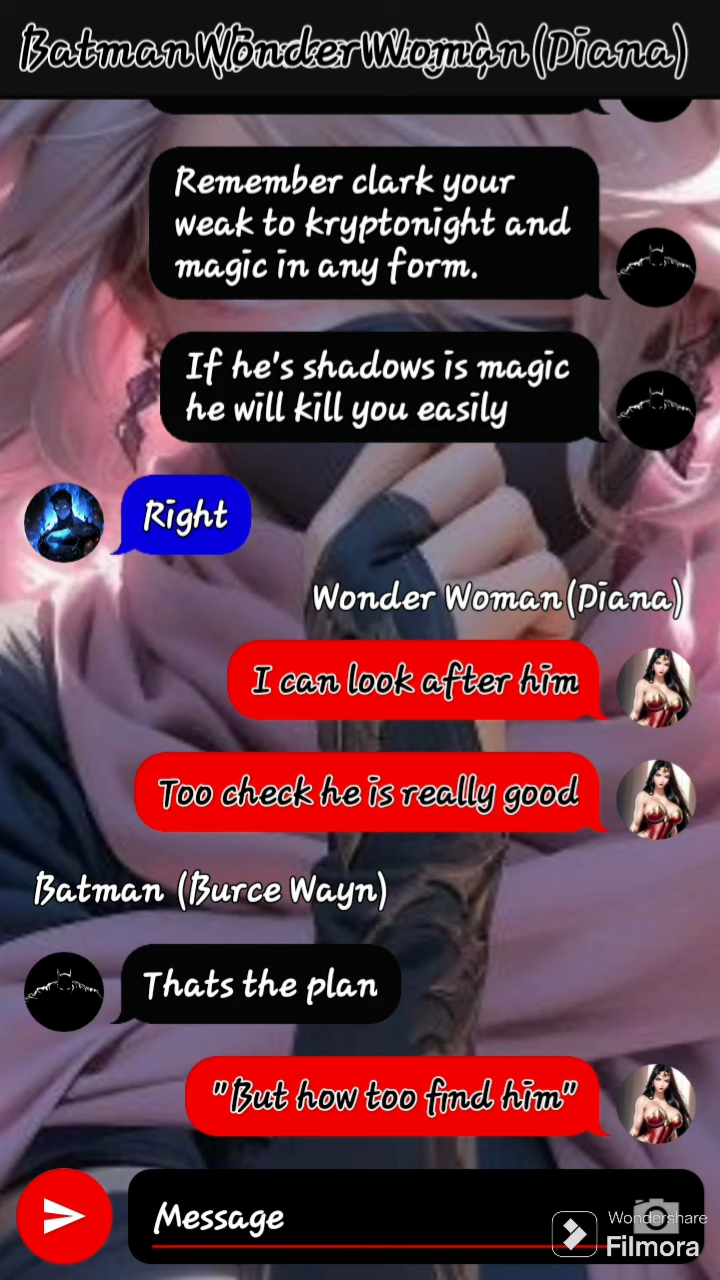 Remember clark your
weak to kryptonight and
magic in any form.
If he's shadows is magic
he will kill you easily
Right
Wonder Woman(Diana)
I can look after him
Too check he is really good
Batman (Burce Wayn)
Thats the plan
"But how too find him"
Message
Wondershare
Filmora